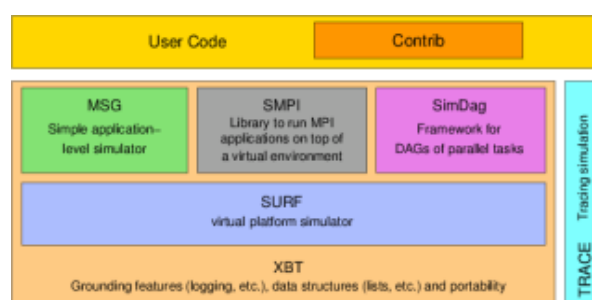 User Code
Contrib
MSG
Simple application–
level simulator
SMPI
Library to run MPI
applications on top of
a virtual environment
SimDag
Framework for
DAGs of parallel tasks
SURF
virtual platform simulator
XBT
Grounding features (logging, etc.), data structures (lists, etc.) and portability
TRACE Tracing simulation